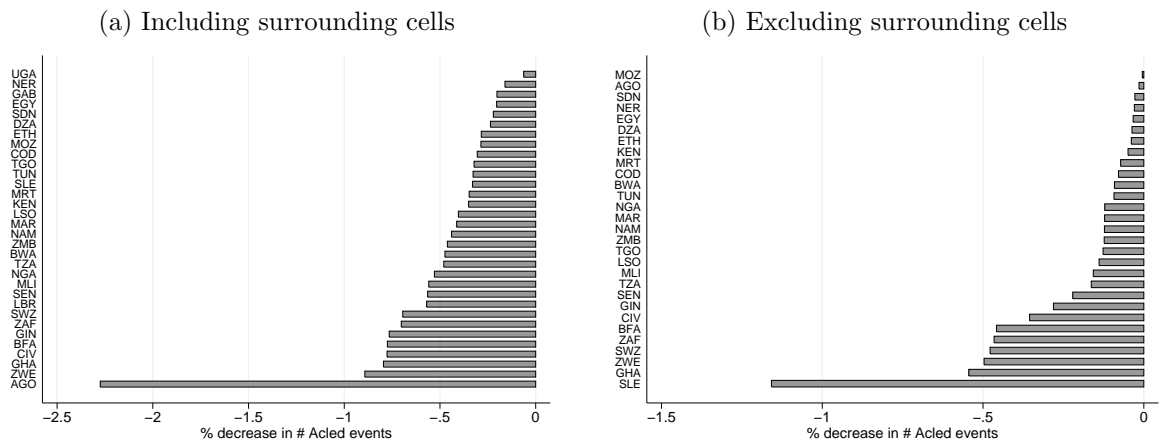 (a) Including surrounding cells
UGA
NER
GAB
EGY
SDN
DZA
ETH
MOZ
COD
TGO
TUN
SLE
MRT
KEN
LSO
MAR
NAM
ZMB
BWA
TZA
NGA
MLI
SEN
LBR
SWZ
ZAF
GIN
BFA
CIV
GHA
ZWE
AGO
−2.5 −2 −1.5 −1 −.5 0
% decrease in # Acled events
(b) Excluding surrounding cells
MOZ
AGO
SDN
NER
EGY
DZA
ETH
KEN
MRT
COD
BWA
TUN
NGA
MAR
NAM
ZMB
TGO
LSO
MLI
TZA
SEN
GIN
CIV
BFA
ZAF
SWZ
ZWE
GHA
SLE
−1.5 −1 −.5 0
% decrease in # Acled events